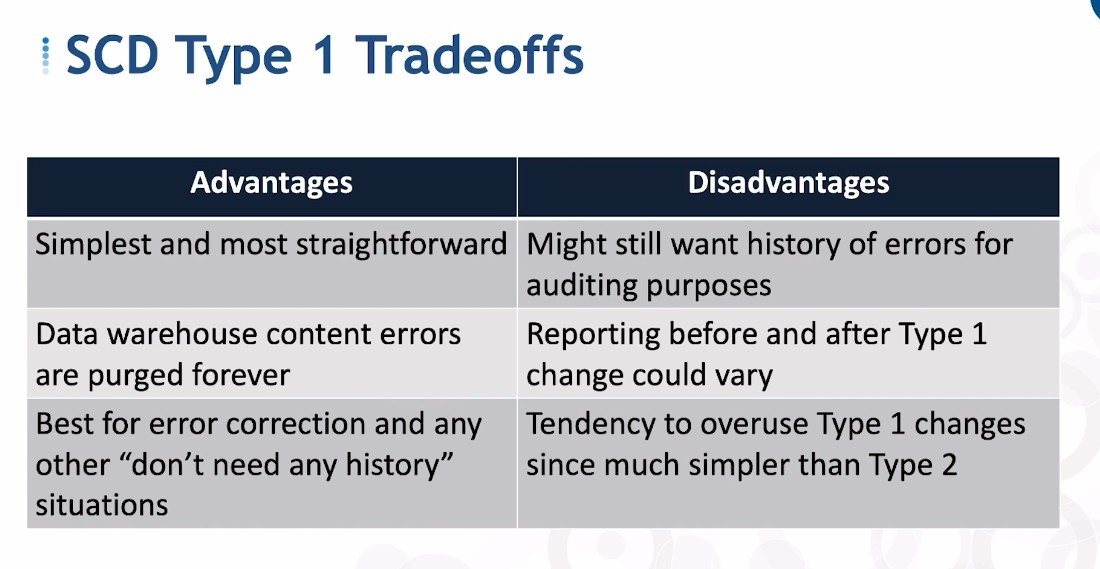 SCD Type 1 Tradeoffs
Advantages
Disadvantages
Simplest and most straightforward
Might still want history of errors for
auditing purposes
Data warehouse content errors
are purged forever
Reporting before and after Type 1
change could vary
Best for error correction and any
other “don’t need any history”
situations
Tendency to overuse Type 1 changes
since much simpler than Type 2